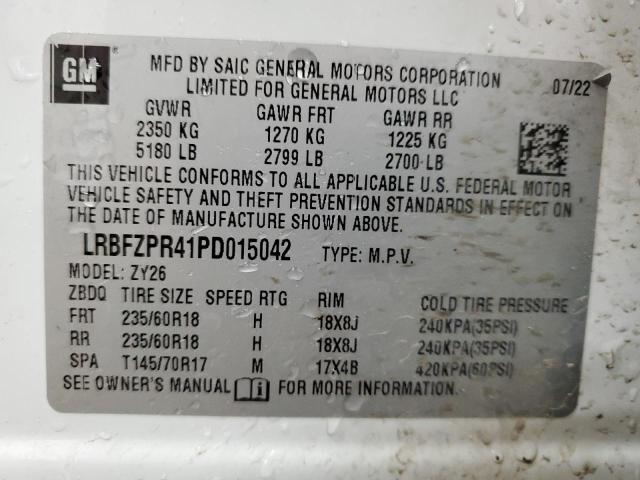 GM
MFD BY SAIC GENERAL MOTORS CORPORATION 07/22
LIMITED FOR GENERAL MOTORS LLC
GVWR GAWR FRT GAWR RR
2350 KG 1270 KG 1225 KG
5180 LB 2799 LB 2700 LB
THIS VEHICLE CONFORMS TO ALL APPLICABLE U.S. FEDERAL MOTOR
VEHICLE SAFETY AND THEFT PREVENTION STANDARDS IN EFFECT ON
THE DATE OF MANUFACTURE SHOWN ABOVE.
LRBFZPR41PD015042 TYPE: M.P.V.
MODEL: ZY26
ZBDQ TIRE SIZE SPEED RTG RIM COLD TIRE PRESSURE
FRT 235/60R18 H 18X8J 240KPA(35PSI)
RR 235/60R18 H 18X8J 240KPA(35PSI)
SPA T145/70R17 M 17X4B 420KPA(60PSI)
SEE OWNER'S MANUAL FOR MORE INFORMATION.